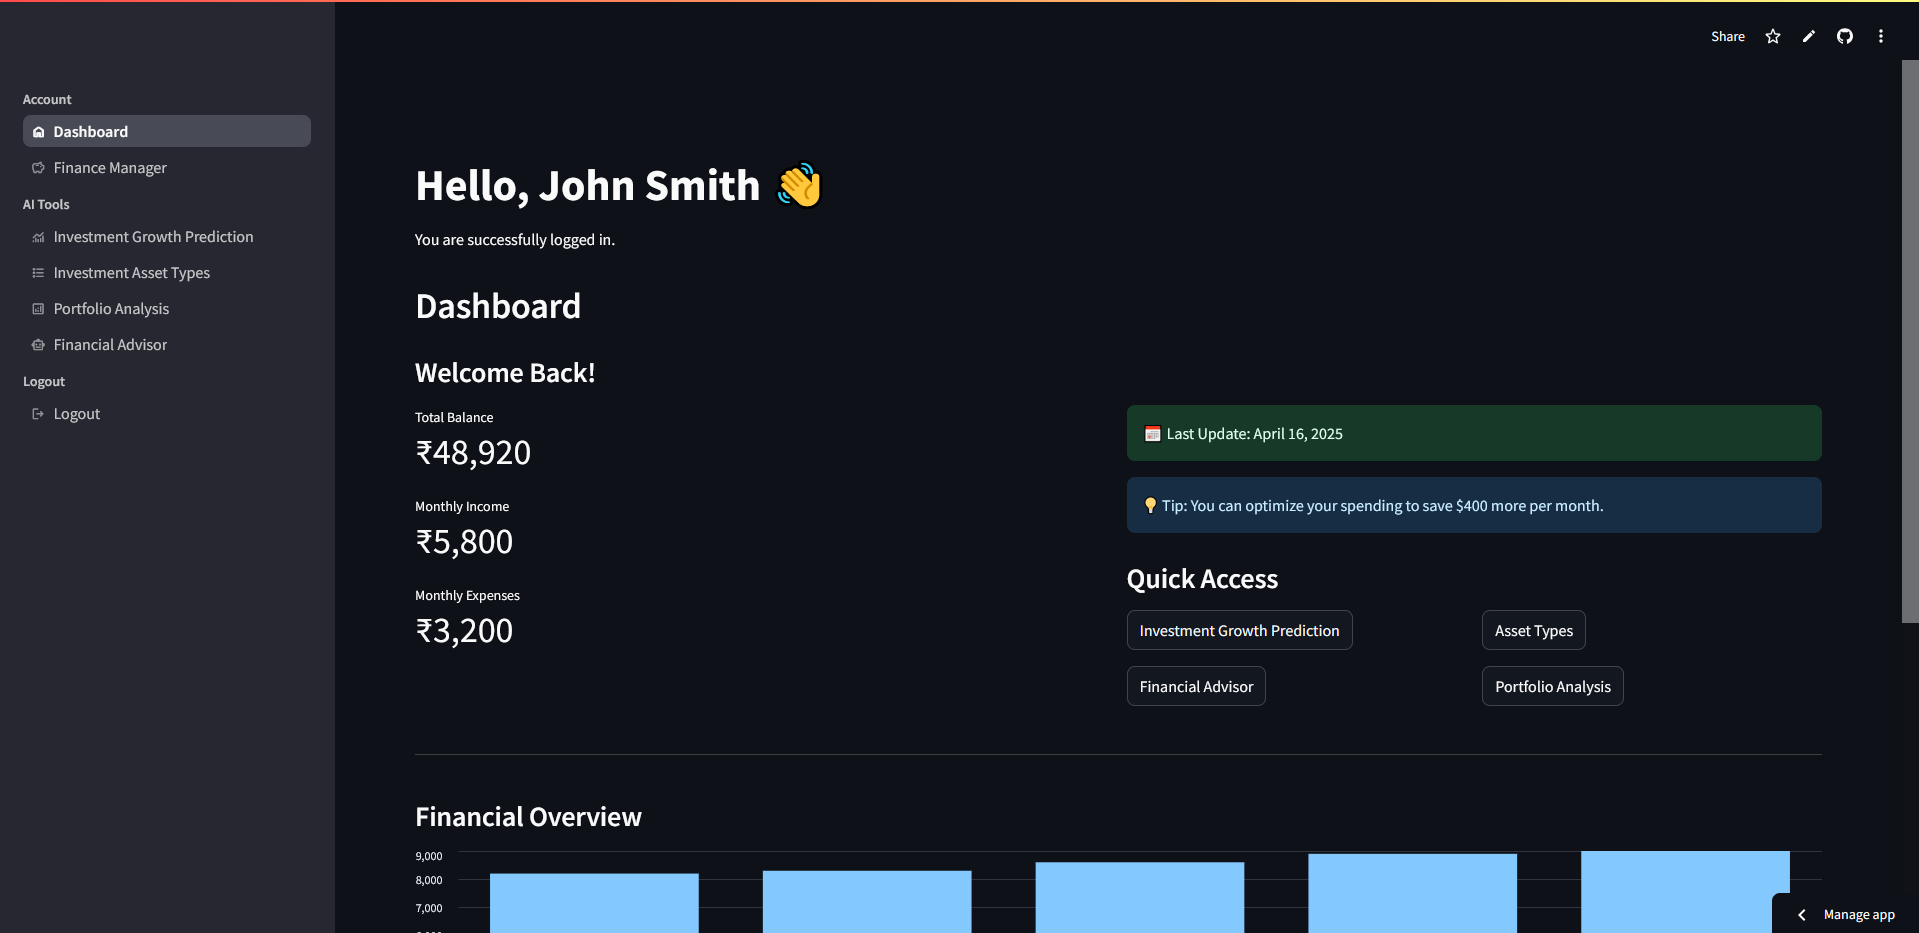 Share
Account
Dashboard
Finance Manager
AI Tools
Investment Growth Prediction
Investment Asset Types
Portfolio Analysis
Financial Advisor
Logout
Logout
Hello, John Smith 👋
You are successfully logged in.
Dashboard
Welcome Back!
Total Balance
₹48,920
Monthly Income
₹5,800
Monthly Expenses
₹3,200
Last Update: April 16, 2025
Tip: You can optimize your spending to save $400 more per month.
Quick Access
Investment Growth Prediction
Asset Types
Financial Advisor
Portfolio Analysis
Financial Overview
9,000
8,000
7,000
Manage app